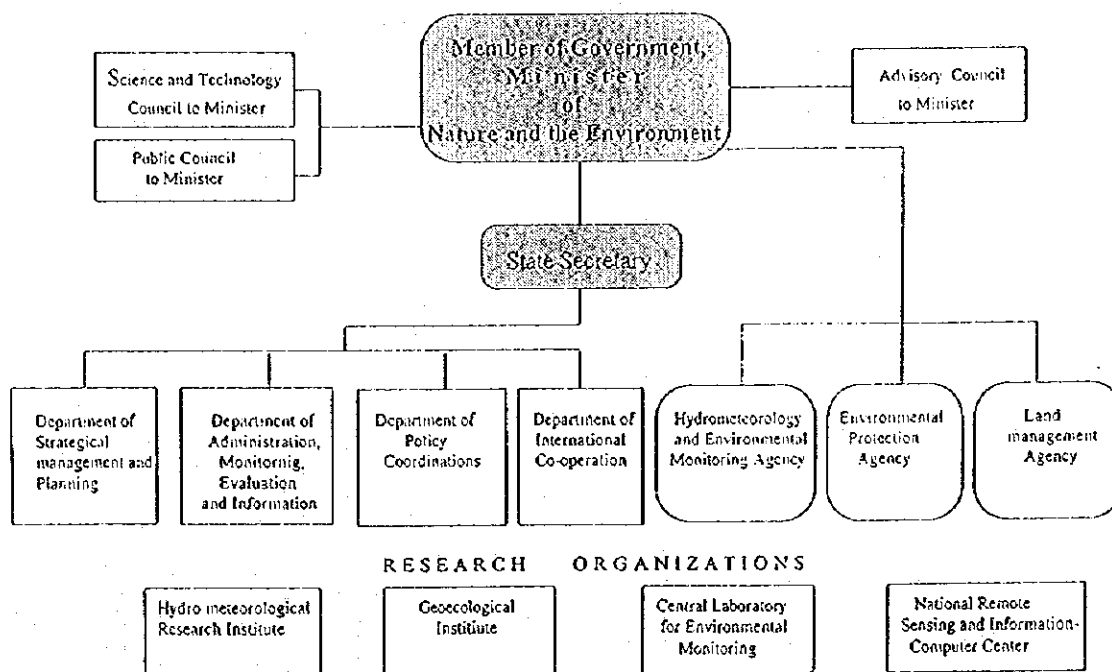 Member of Government,
Minister
of
Nature and the Environment
Science and Technology
Council to Minister
Public Council
to Minister
Advisory Council
to Minister
State Secretary
Department of
Strategical
management and
Planning
Department of
Administration,
Monitornig,
Evaluation
and Information
Department of
Policy
Coordinations
Department of
International
Co-operation
Hydrometeorology
and Environmental
Monitoring Agency
Environmental
Protection
Agency
Land
management
Agency
RESEARCH ORGANIZATIONS
Hydro meteorological
Research Institute
Geoecological
Institiute
Central Laboratory
for Environmental
Monitoring
National Remote
Sensing and Information-
Computer Center